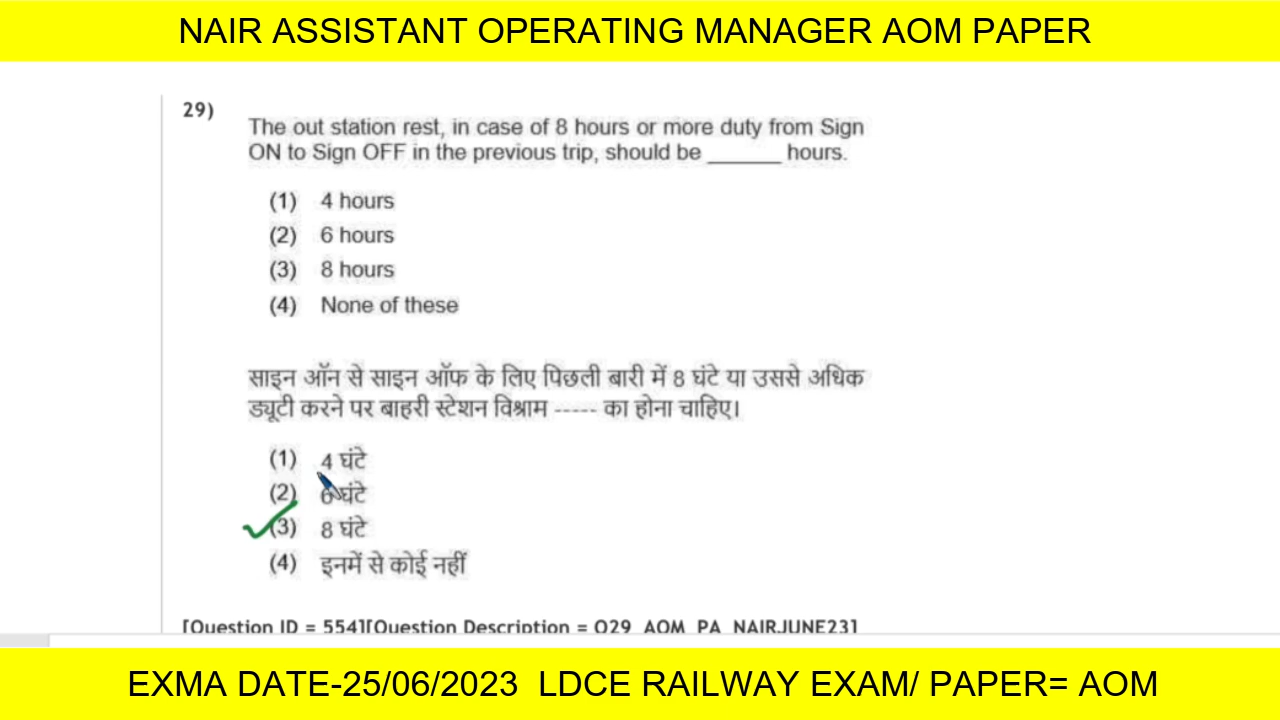 NAIR ASSISTANT OPERATING MANAGER AOM PAPER
29)
The out station rest, in case of 8 hours or more duty from Sign
ON to Sign OFF in the previous trip, should be ______ hours.
(1) 4 hours
(2) 6 hours
(3) 8 hours
(4) None of these
साइन ऑन से साइन ऑफ के लिए पिछली बारी में 8 घंटे या उससे अधिक
ड्यूटी करने पर बाहरी स्टेशन विश्राम ----- का होना चाहिए।
(1) 4 घंटे
(2) 6 घंटे
(3) 8 घंटे
(4) इनमें से कोई नहीं
[Question ID = 554][Question Description = Q29_AOM_PA_NAIRJUNE23]
EXMA DATE-25/06/2023 LDCE RAILWAY EXAM/ PAPER= AOM